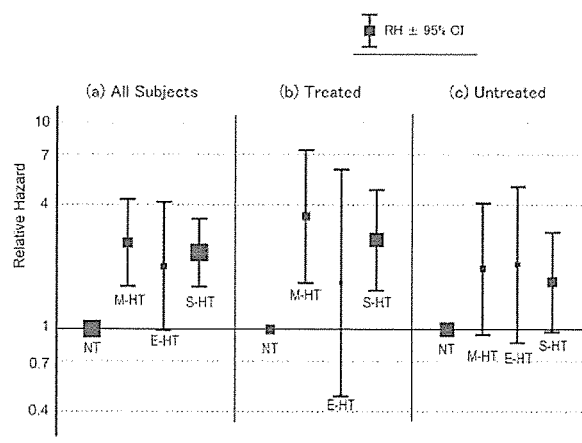 RH ± 95% CI
(a) All Subjects
(b) Treated
(c) Untreated
Relative Hazard
10
7
4
1
0.7
0.4
NT
M-HT
E-HT
S-HT
NT
M-HT
E-HT
S-HT
NT
M-HT
E-HT
S-HT